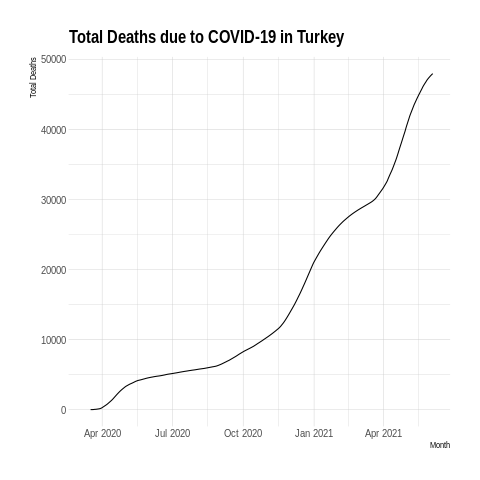 Total Deaths due to COVID-19 in Turkey
Total Deaths
50000
40000
30000
20000
10000
0
Apr 2020 Jul 2020 Oct 2020 Jan 2021 Apr 2021
Month